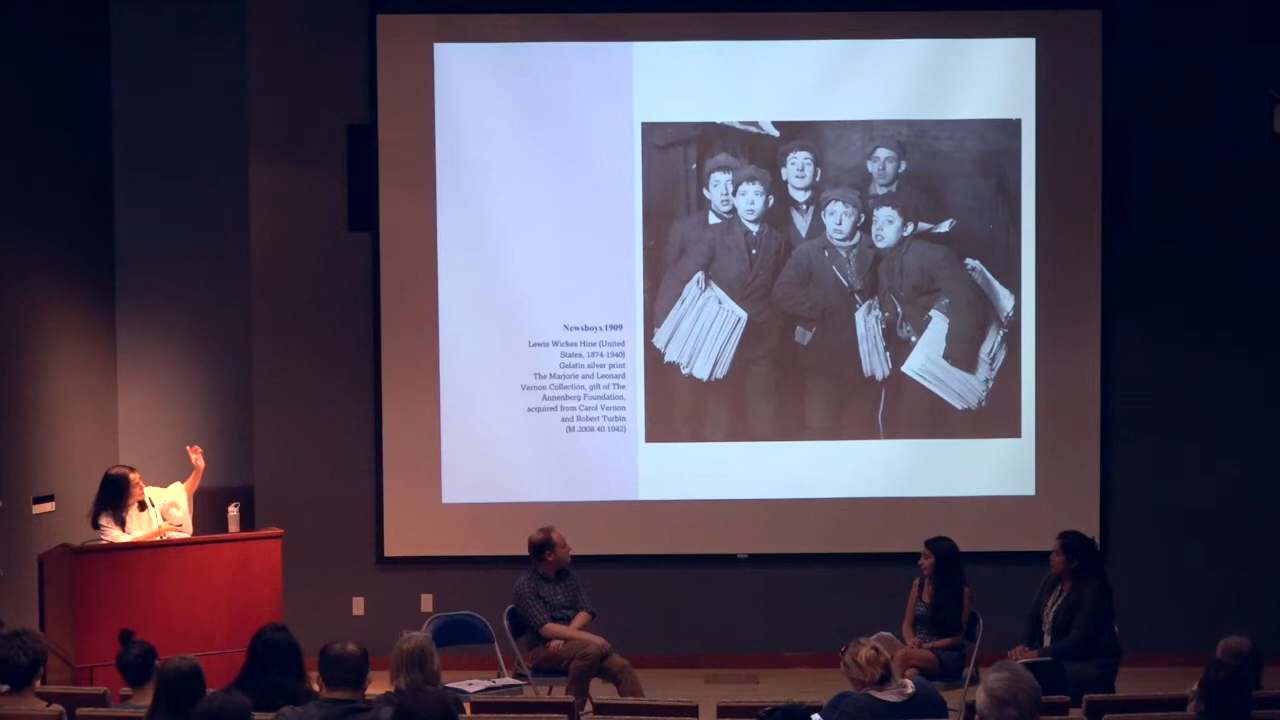 Newsboys 1909
Lewis Wickes Hine (United
States, 1874-1940)
Gelatin silver print
The Marjorie and Leonard
Vernon Collection, gift of The
Annenberg Foundation,
acquired from Carol Vernon
and Robert Turbin
(M.2008.40.1042)